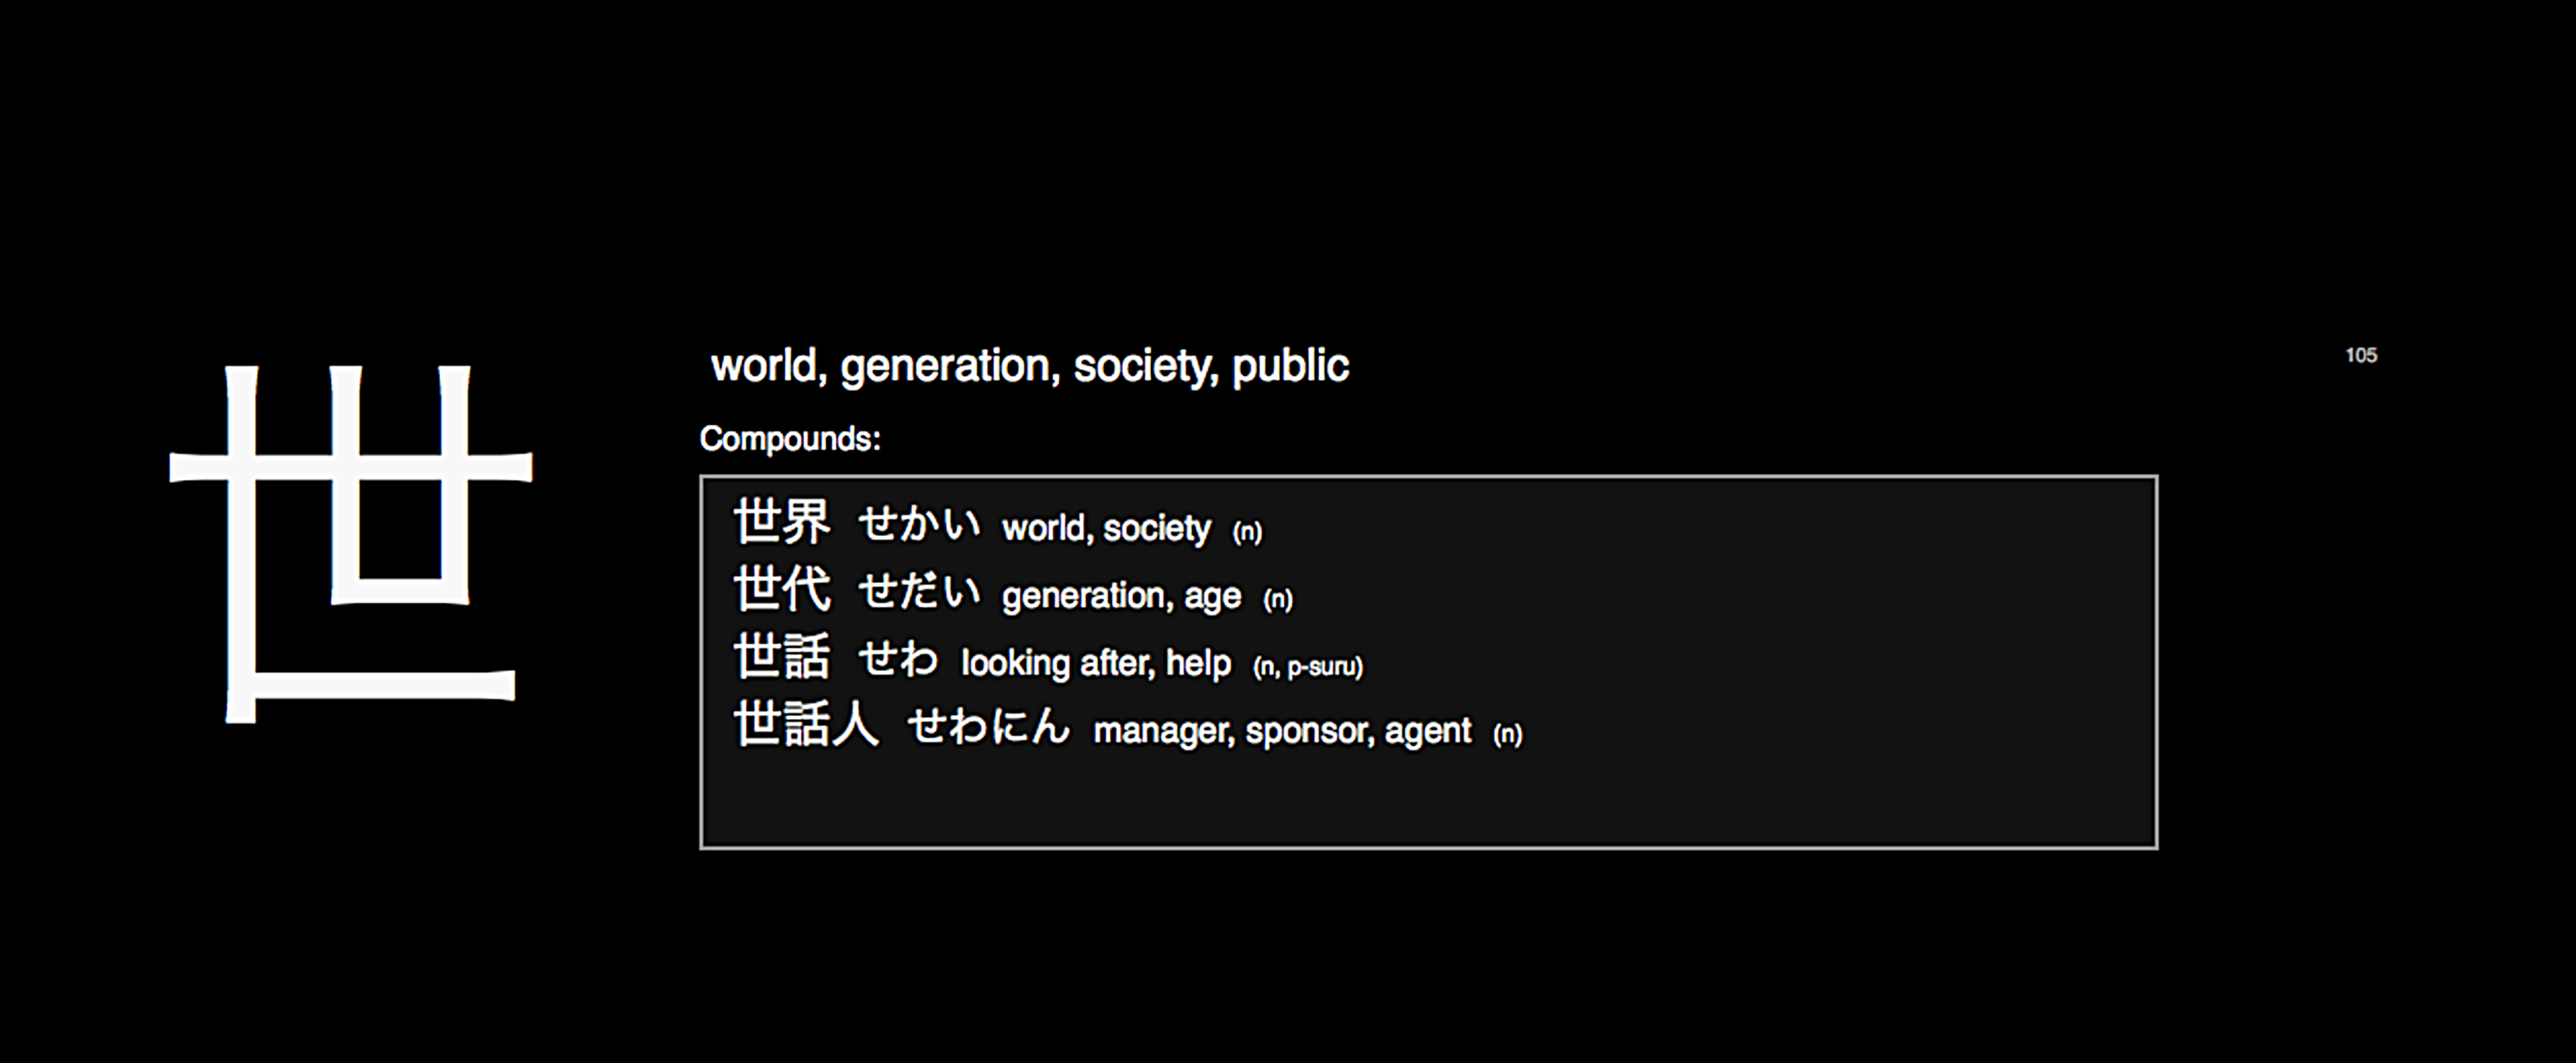 世
world, generation, society, public
105
Compounds:
世界 せかい world, society (n)
世代 せだい generation, age (n)
世話 せわ looking after, help (n, p-suru)
世話人 せわにん manager, sponsor, agent (n)